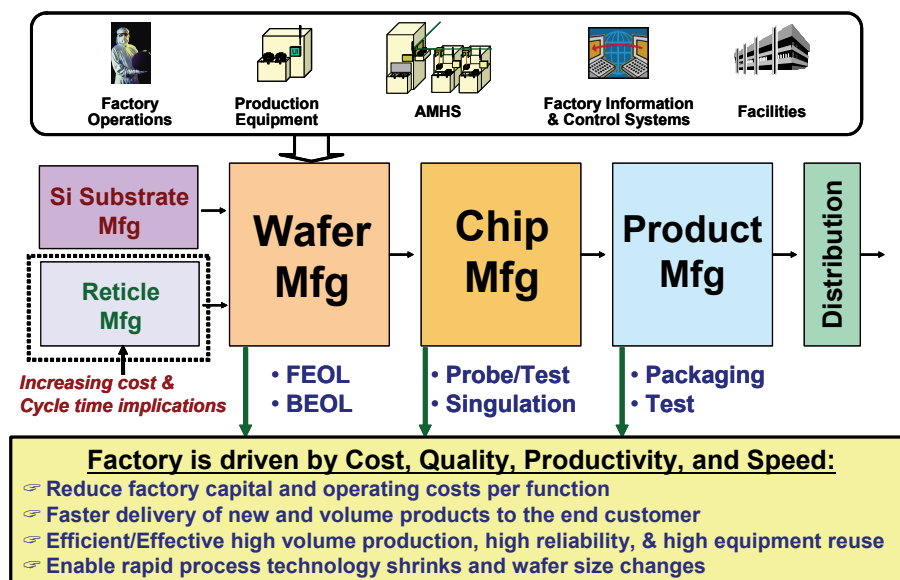 Factory
Operations
Production
Equipment
AMHS
Factory Information
& Control Systems
Facilities
Si Substrate
Mfg
Reticle
Mfg
Increasing cost &
Cycle time implications
Wafer
Mfg
Chip
Mfg
Product
Mfg
Distribution
• FEOL
• BEOL
• Probe/Test
• Singulation
• Packaging
• Test
Factory is driven by Cost, Quality, Productivity, and Speed:
☞ Reduce factory capital and operating costs per function
☞ Faster delivery of new and volume products to the end customer
☞ Efficient/Effective high volume production, high reliability, & high equipment reuse
☞ Enable rapid process technology shrinks and wafer size changes